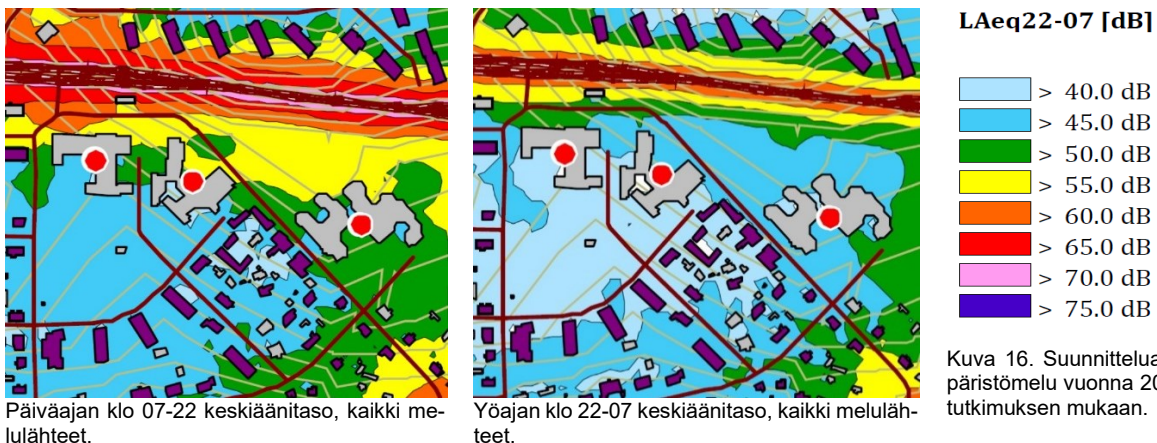 LAeq22-07 [dB]
> 40.0 dB
> 45.0 dB
> 50.0 dB
> 55.0 dB
> 60.0 dB
> 65.0 dB
> 70.0 dB
> 75.0 dB
Päiväajan klo 07-22 keskiäänitaso, kaikki me-
lulähteet.
Yöajan klo 22-07 keskiäänitaso, kaikki meluläh-
teet.
Kuva 16. Suunnittelua
päristömelu vuonna 20
tutkimuksen mukaan.